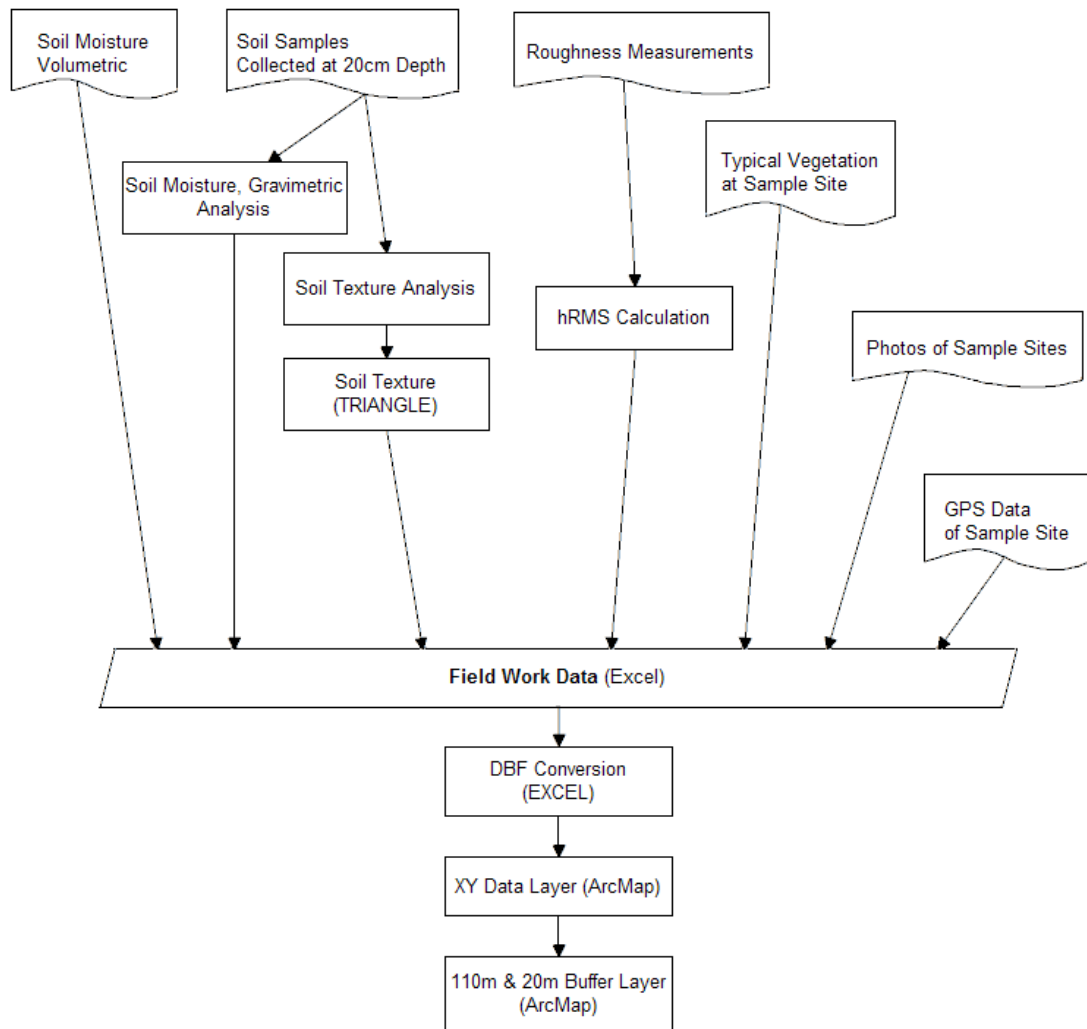 Soil Moisture
Volumetric
Soil Samples
Collected at 20cm Depth
Roughness Measurements
Typical Vegetation
at Sample Site
Soil Moisture, Gravimetric
Analysis
Soil Texture Analysis
hRMS Calculation
Photos of Sample Sites
Soil Texture
(TRIANGLE)
GPS Data
of Sample Site
Field Work Data (Excel)
DBF Conversion
(EXCEL)
XY Data Layer (ArcMap)
110m & 20m Buffer Layer
(ArcMap)